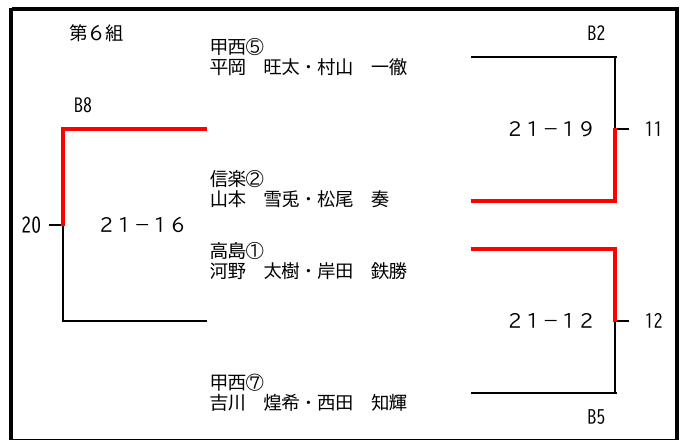 第６組
B2
甲西⑤
平岡　旺太・村山　一徹
B8
２１－１９
11
信楽②
山本　雪兎・松尾　奏
20
２１－１６
高島①
河野　太樹・岸田　鉄勝
２１－１２
12
甲西⑦
吉川　煌希・西田　知輝
B5